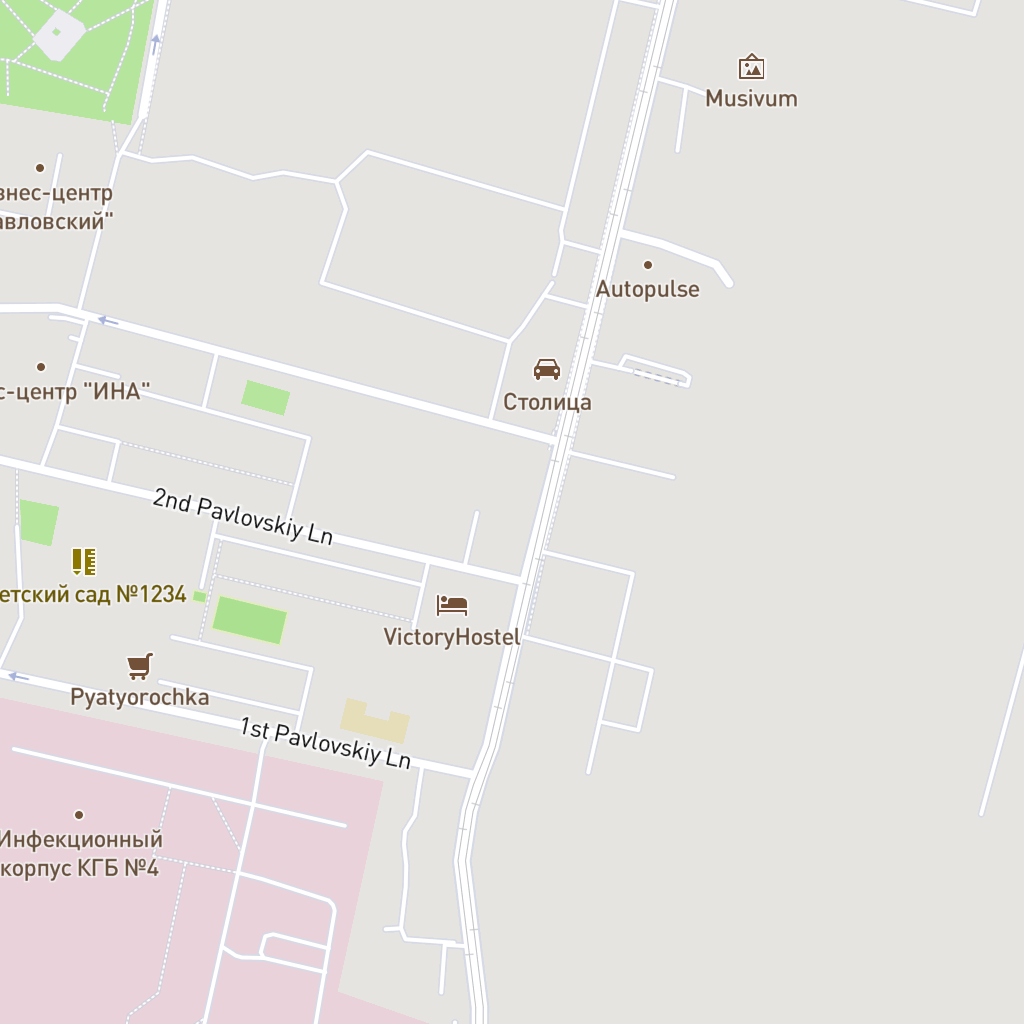 Musivum
знес-центр
авловский"
Autopulse
с-центр "ИНА"
Столица
2nd Pavlovskiy Ln
етский сад №1234
VictoryHostel
Pyatyorochka
1st Pavlovskiy Ln
Инфекционный
корпус КГБ №4